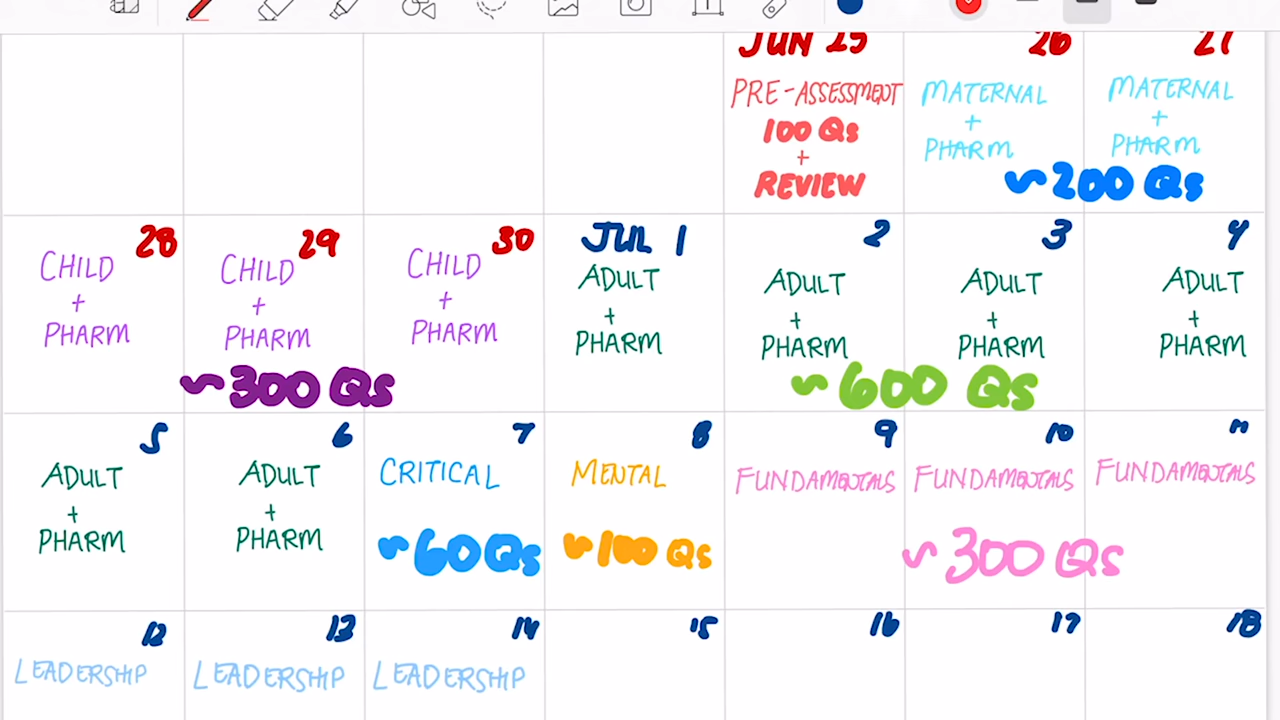 JUN 25
PRE-ASSESSMENT
100 Qs
+
REVIEW
26
MATERNAL
+
PHARM
27
MATERNAL
+
PHARM
~200 Qs
28
CHILD
+
PHARM
29
CHILD
+
PHARM
30
CHILD
+
PHARM
~300 Qs
JUL 1
ADULT
+
PHARM
2
ADULT
+
PHARM
3
ADULT
+
PHARM
4
ADULT
+
PHARM
~600 Qs
5
ADULT
+
PHARM
6
ADULT
+
PHARM
7
CRITICAL
~60 Qs
8
MENTAL
~100 Qs
9
FUNDAMENTALS
10
FUNDAMENTALS
11
FUNDAMENTALS
~300 Qs
12
LEADERSHIP
13
LEADERSHIP
14
LEADERSHIP
15
16
17
18